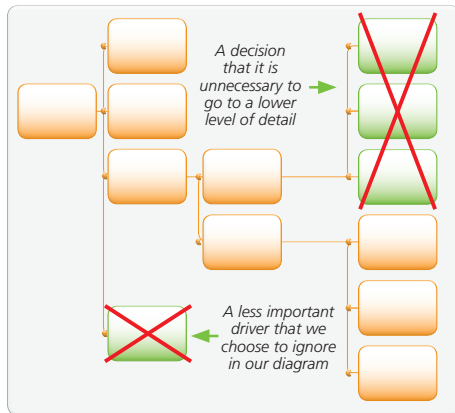 A decision
that it is
unnecessary to
go to a lower
level of detail
A less important
driver that we
choose to ignore
in our diagram